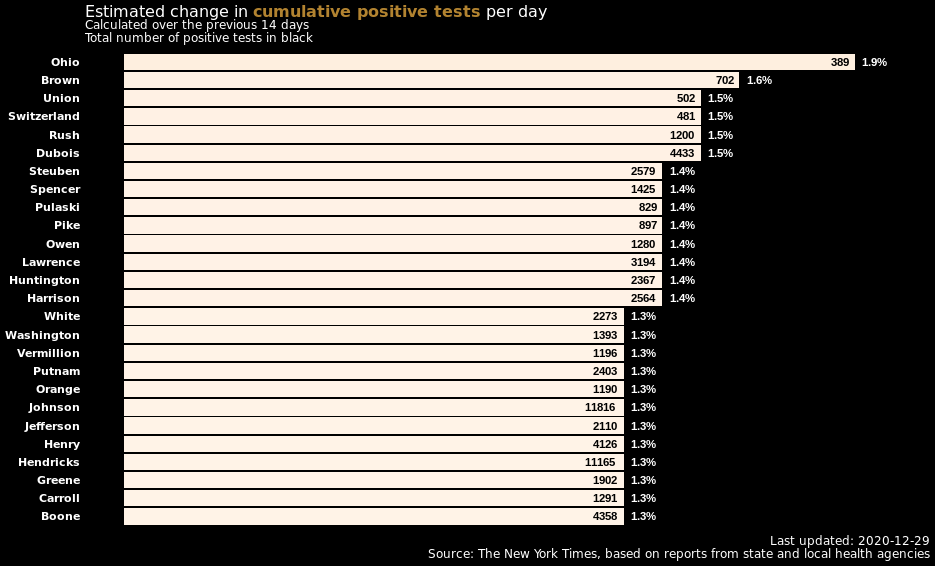 Estimated change in cumulative positive tests per day
Calculated over the previous 14 days
Total number of positive tests in black
Ohio 389 1.9%
Brown 702 1.6%
Union 502 1.5%
Switzerland 481 1.5%
Rush 1200 1.5%
Dubois 4433 1.5%
Steuben 2579 1.4%
Spencer 1425 1.4%
Pulaski 829 1.4%
Pike 897 1.4%
Owen 1280 1.4%
Lawrence 3194 1.4%
Huntington 2367 1.4%
Harrison 2564 1.4%
White 2273 1.3%
Washington 1393 1.3%
Vermillion 1196 1.3%
Putnam 2403 1.3%
Orange 1190 1.3%
Johnson 11816 1.3%
Jefferson 2110 1.3%
Henry 4126 1.3%
Hendricks 11165 1.3%
Greene 1902 1.3%
Carroll 1291 1.3%
Boone 4358 1.3%
Last updated: 2020-12-29
Source: The New York Times, based on reports from state and local health agencies